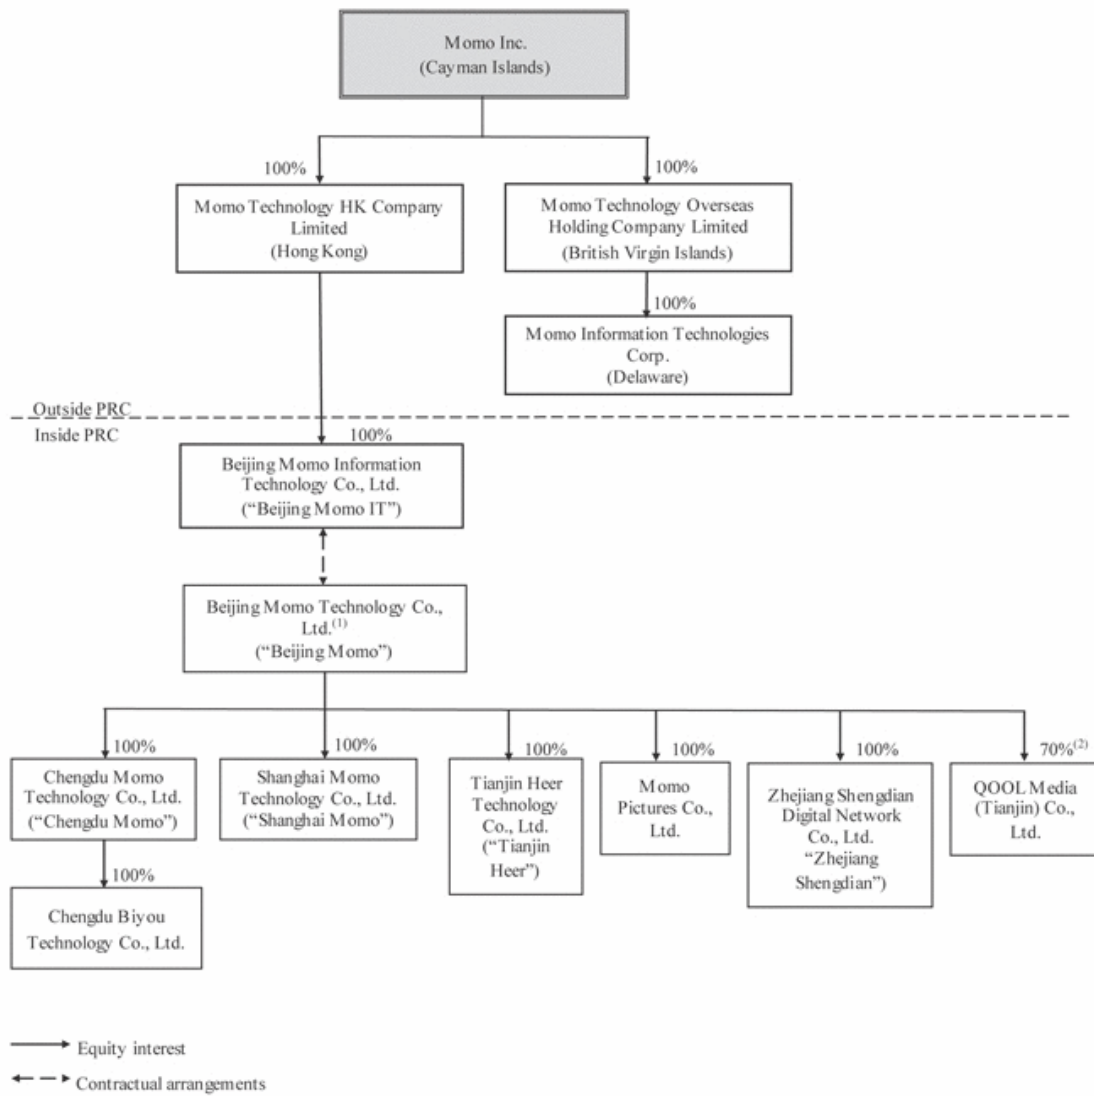 Momo Inc.
(Cayman Islands)
100%
100%
Momo Technology HK Company
Limited
(Hong Kong)
Momo Technology Overseas
Holding Company Limited
(British Virgin Islands)
100%
Momo Information Technologies
Corp.
(Delaware)
Outside PRC
Inside PRC
100%
Beijing Momo Information
Technology Co., Ltd.
(“Beijing Momo IT”)
Beijing Momo Technology Co.,
Ltd.(1)
(“Beijing Momo”)
100%
100%
100%
100%
100%
70%(2)
Chengdu Momo
Technology Co., Ltd.
(“Chengdu Momo”)
Shanghai Momo
Technology Co., Ltd.
(“Shanghai Momo”)
Tianjin Heer
Technology
Co., Ltd.
(“Tianjin
Heer”)
Momo
Pictures Co.,
Ltd.
Zhejiang Shengdian
Digital Network
Co., Ltd.
“Zhejiang
Shengdian”)
QOOL Media
(Tianjin) Co.,
Ltd.
100%
Chengdu Biyou
Technology Co., Ltd.
Equity interest
Contractual arrangements